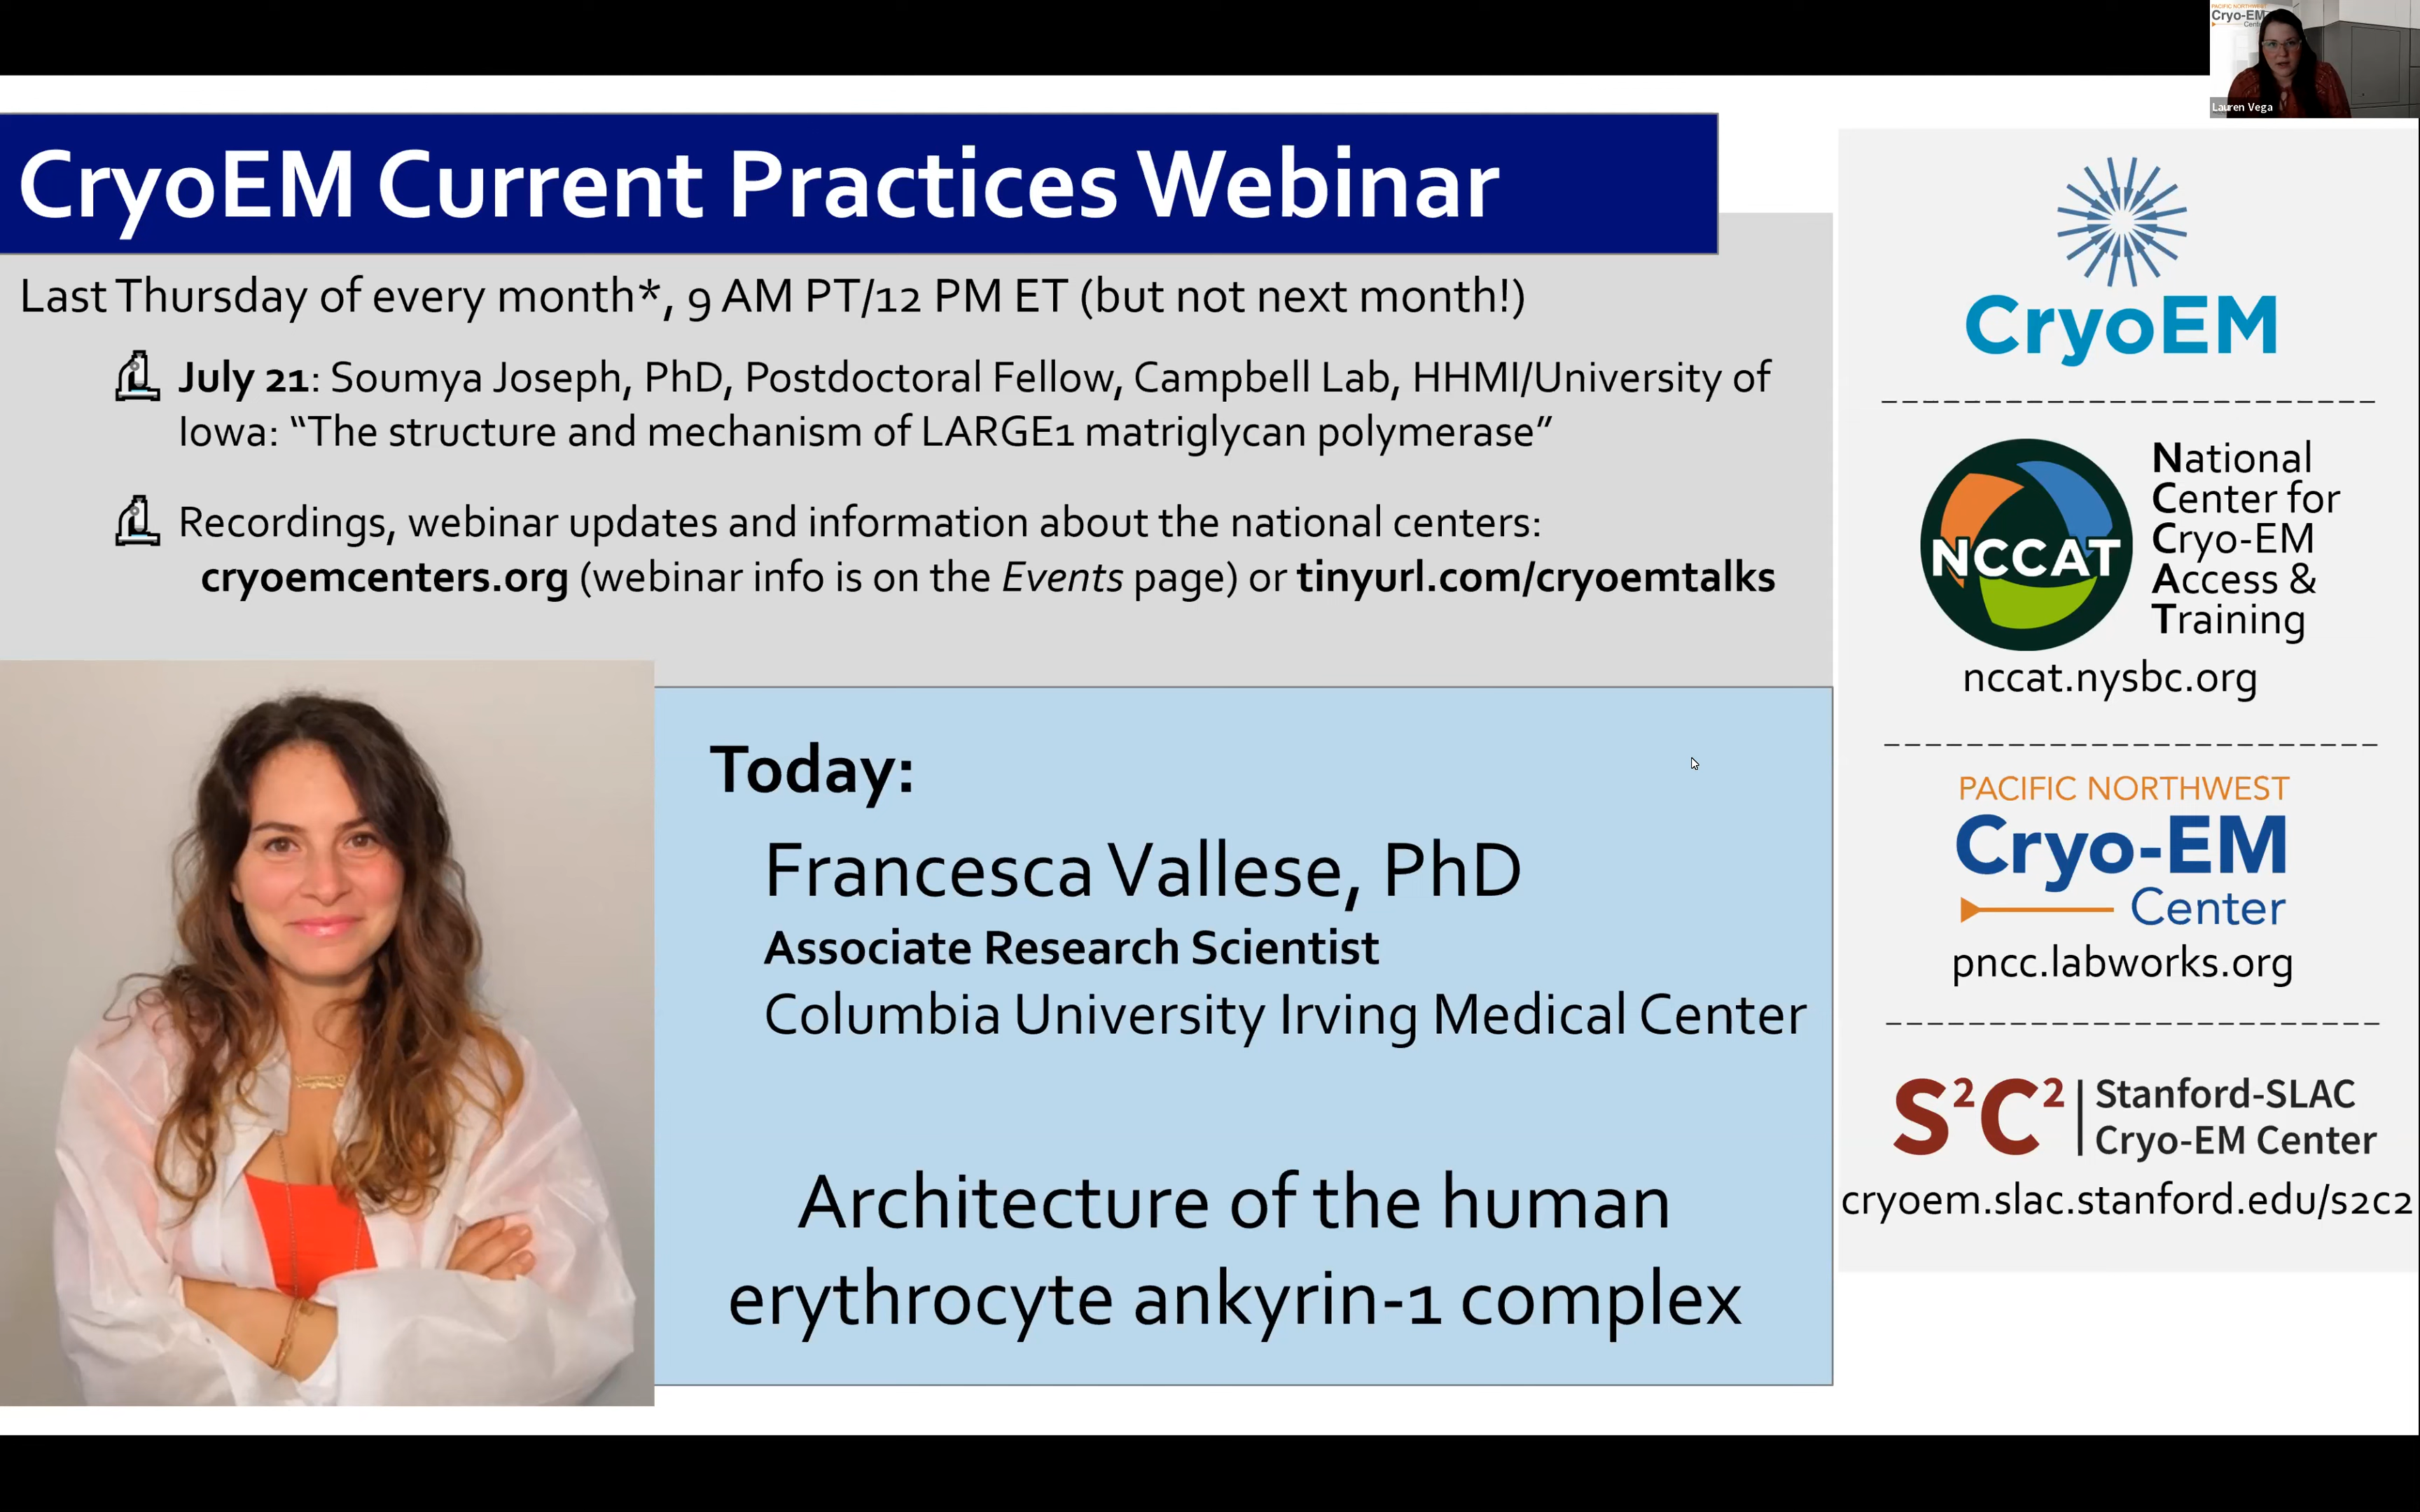 PACIFIC NORTHWEST
Cryo-EM
Lauren Vega
CryoEM Current Practices Webinar
Last Thursday of every month*, 9 AM PT/12 PM ET (but not next month!)
July 21: Soumya Joseph, PhD, Postdoctoral Fellow, Campbell Lab, HHMI/University of
Iowa: “The structure and mechanism of LARGE1 matriglycan polymerase”
Recordings, webinar updates and information about the national centers:
cryoemcenters.org (webinar info is on the Events page) or tinyurl.com/cryoemtalks
Today:
Francesca Vallese, PhD
Associate Research Scientist
Columbia University Irving Medical Center
Architecture of the human
erythrocyte ankyrin-1 complex
CryoEM
NCCAT
National
Center for
Cryo-EM
Access &
Training
nccat.nysbc.org
PACIFIC NORTHWEST
Cryo-EM
Center
pncc.labworks.org
S²C²
Stanford-SLAC
Cryo-EM Center
cryoem.slac.stanford.edu/s2c2